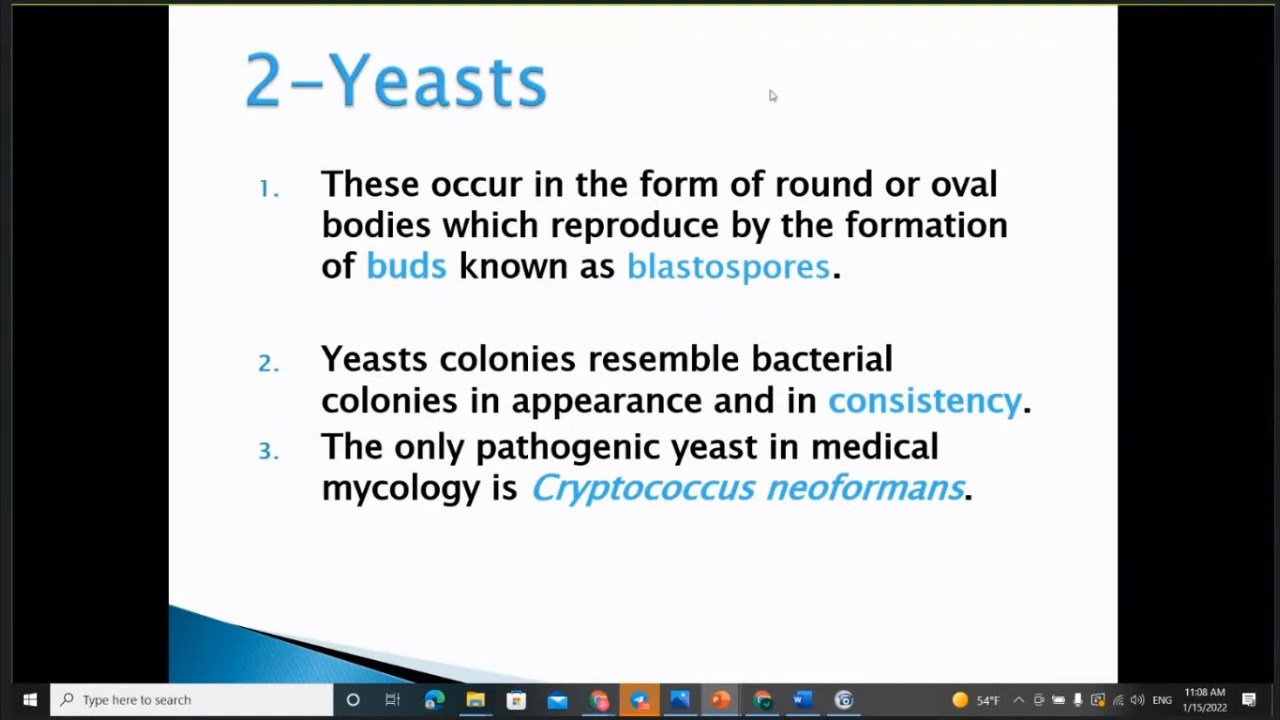 2-Yeasts
1. These occur in the form of round or oval
bodies which reproduce by the formation
of buds known as blastospores.
2. Yeasts colonies resemble bacterial
colonies in appearance and in consistency.
3. The only pathogenic yeast in medical
mycology is Cryptococcus neoformans.
Type here to search
54°F
ENG
11:08 AM
1/15/2022